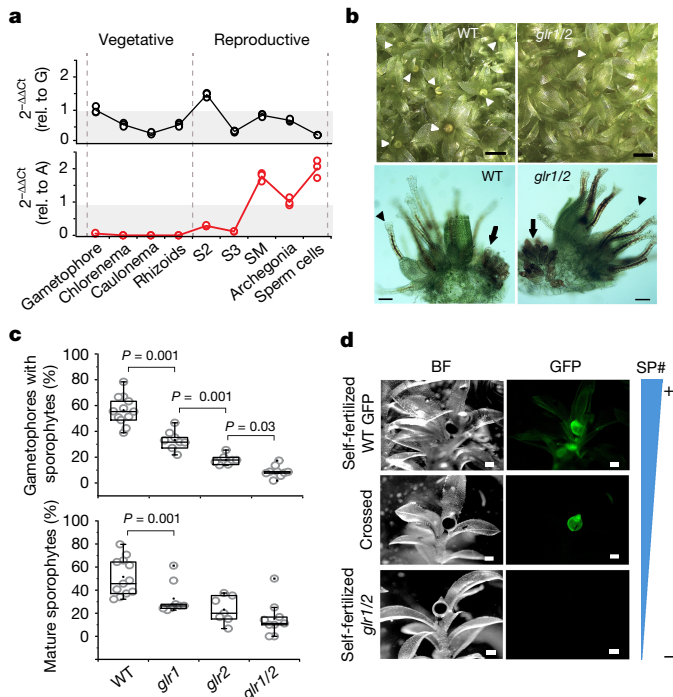 a
Vegetative Reproductive
2^−ΔΔCt (rel. to G)
2
1
0
2^−ΔΔCt (rel. to A)
2
1
0
Gametophore
Chlorenema
Caulonema
Rhizoids
S2
S3
SM
Archegonia
Sperm cells
b
WT
glr1/2
WT
glr1/2
c
Gametophores with sporophytes (%)
100
80
60
40
20
0
P = 0.001
P = 0.001
P = 0.03
Mature sporophytes (%)
100
80
60
40
20
0
P = 0.001
WT
glr1
glr2
glr1/2
d
BF GFP SP#
Self-fertilized WT GFP
Crossed
Self-fertilized glr1/2
+
−